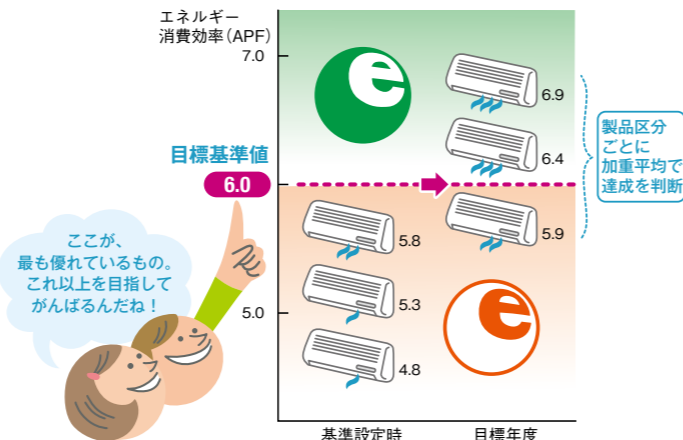 エネルギー
消費効率(APF)
7.0
e
6.9
6.4
製品区分
ごとに
加重平均で
達成を判断
目標基準値
6.0
5.9
5.8
ここが、
最も優れているもの。
これ以上を目指して
がんばるんだね！
5.3
5.0
e
4.8
基準設定時
目標年度